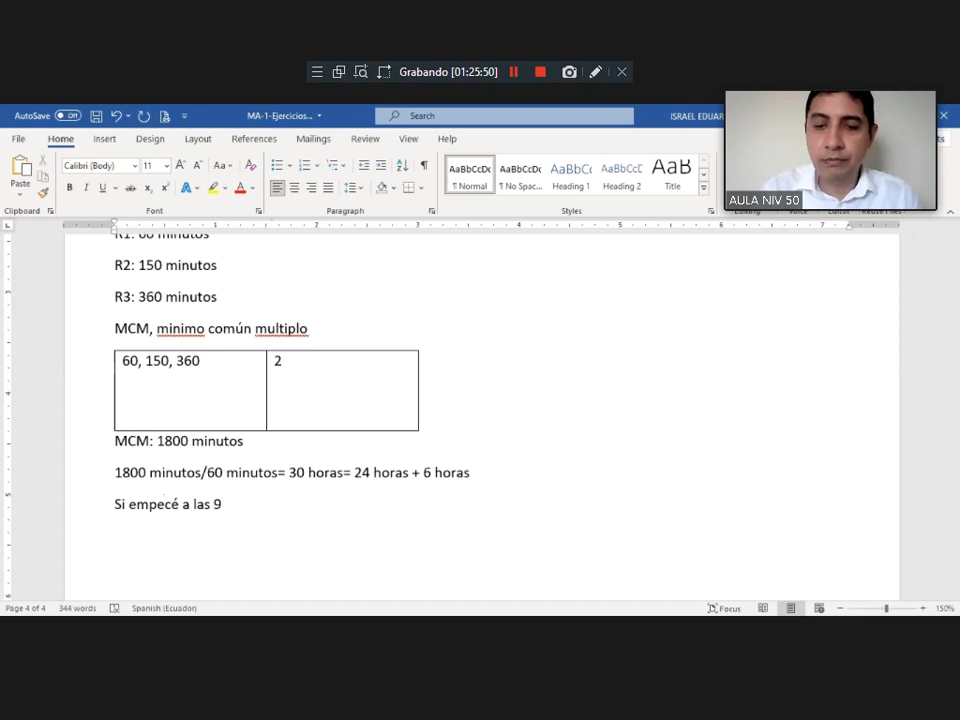 Grabando [01:25:50]
AutoSave Off
MA-1-Ejercicios...
Search
ISRAEL EDUAR
File Home Insert Design Layout References Mailings Review View Help
Paste
Calibri (Body) 11
AaBbCcDc AaBbCcDc AaBbCc AaBbCcD AaB
¶ Normal ¶ No Spac... Heading 1 Heading 2 Title
Clipboard Font Paragraph Styles
AULA NIV 50
R1: 60 minutos
R2: 150 minutos
R3: 360 minutos
MCM, minimo común multiplo
60, 150, 360 2
MCM: 1800 minutos
1800 minutos/60 minutos= 30 horas= 24 horas + 6 horas
Si empecé a las 9
Page 4 of 4 344 words Spanish (Ecuador) Focus 150%